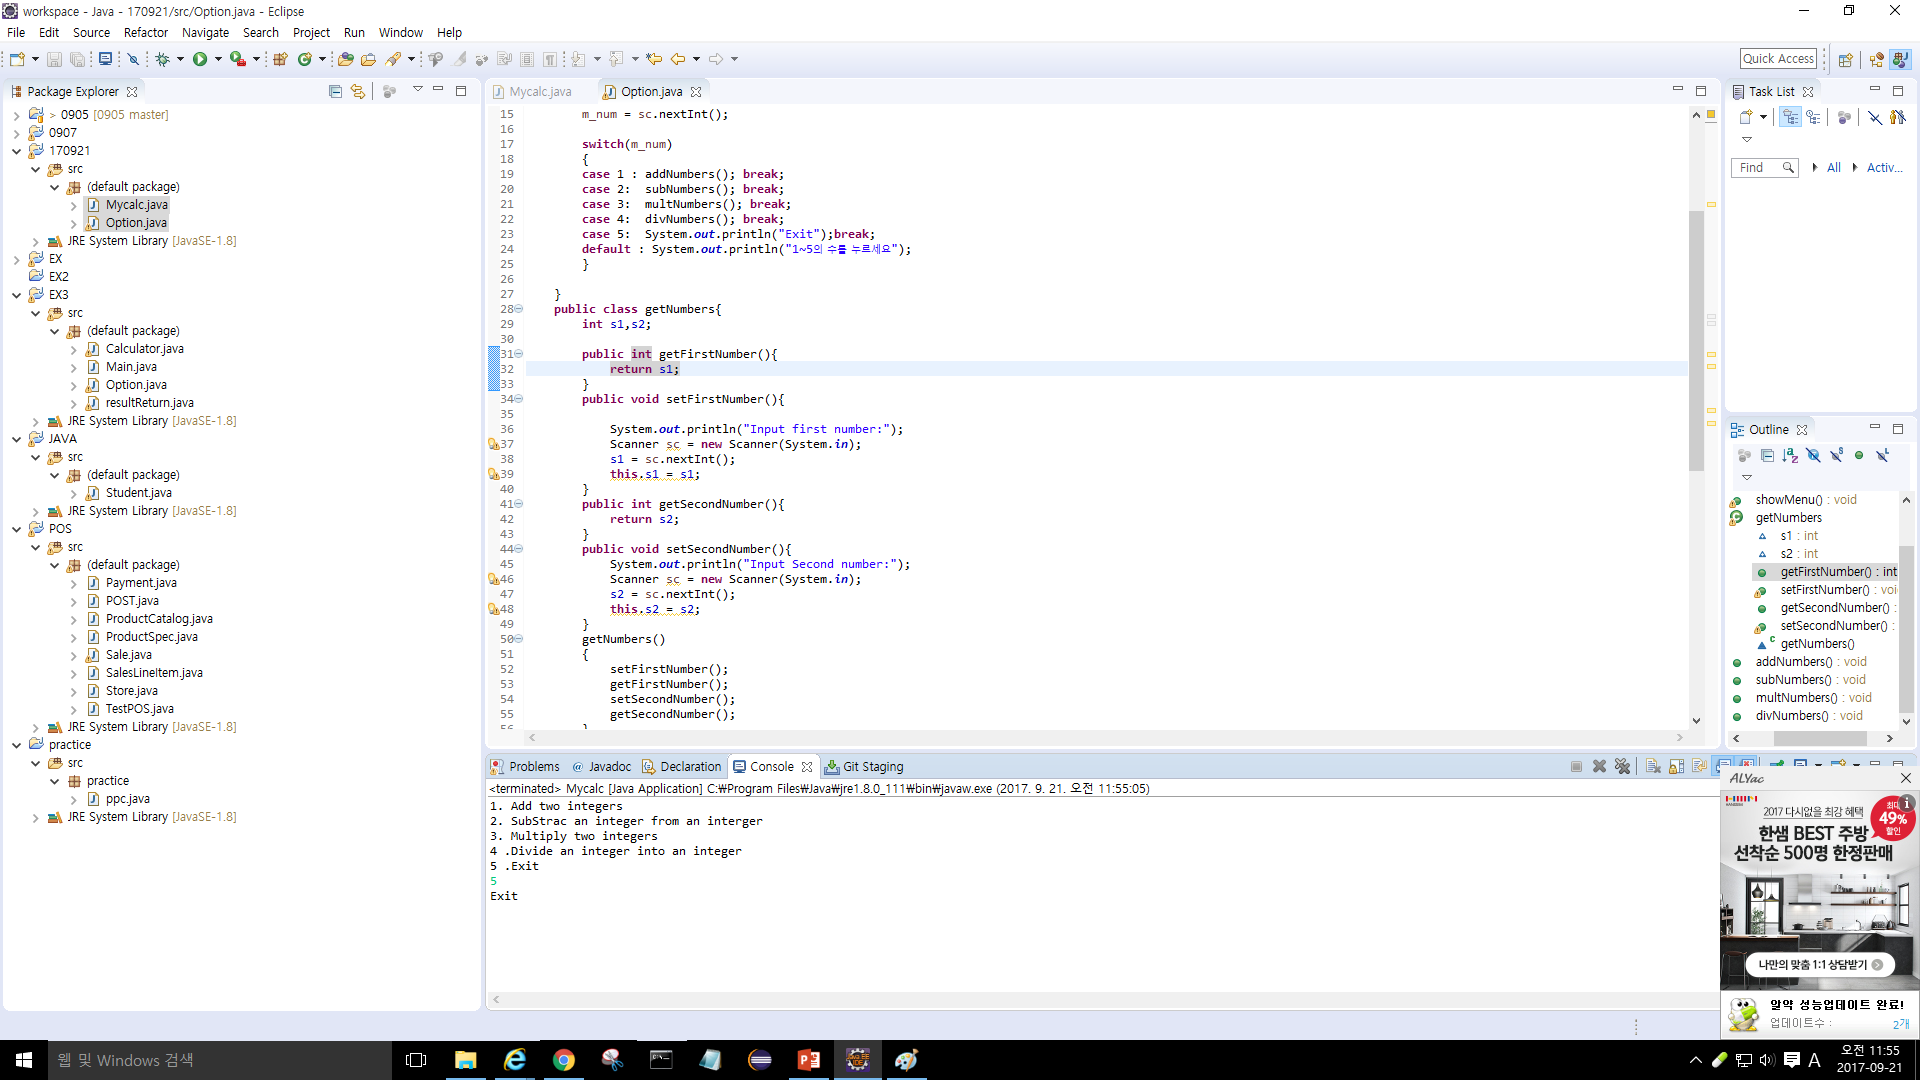 workspace - Java - 170921/src/Option.java - Eclipse
File Edit Source Refactor Navigate Search Project Run Window Help
Quick Access
Package Explorer
> 0905 [0905 master]
0907
170921
src
(default package)
Mycalc.java
Option.java
JRE System Library [JavaSE-1.8]
EX
EX2
EX3
src
(default package)
Calculator.java
Main.java
Option.java
resultReturn.java
JRE System Library [JavaSE-1.8]
JAVA
src
(default package)
Student.java
JRE System Library [JavaSE-1.8]
POS
src
(default package)
Payment.java
POST.java
ProductCatalog.java
ProductSpec.java
Sale.java
SalesLineItem.java
Store.java
TestPOS.java
JRE System Library [JavaSE-1.8]
practice
src
practice
ppc.java
JRE System Library [JavaSE-1.8]
Mycalc.java Option.java
15 m_num = sc.nextInt();
16
17 switch(m_num)
18 {
19 case 1 : addNumbers(); break;
20 case 2: subNumbers(); break;
21 case 3: multNumbers(); break;
22 case 4: divNumbers(); break;
23 case 5: System.out.println("Exit");break;
24 default : System.out.println("1~5의 수를 누르세요");
25 }
26
27 }
28 public class getNumbers{
29 int s1,s2;
30
31 public int getFirstNumber(){
32 return s1;
33 }
34 public void setFirstNumber(){
35
36 System.out.println("Input first number:");
37 Scanner sc = new Scanner(System.in);
38 s1 = sc.nextInt();
39 this.s1 = s1;
40 }
41 public int getSecondNumber(){
42 return s2;
43 }
44 public void setSecondNumber(){
45 System.out.println("Input Second number:");
46 Scanner sc = new Scanner(System.in);
47 s2 = sc.nextInt();
48 this.s2 = s2;
49 }
50 getNumbers()
51 {
52 setFirstNumber();
53 getFirstNumber();
54 setSecondNumber();
55 getSecondNumber();
56 }
Task List
Find All Activ...
Outline
showMenu() : void
getNumbers
s1 : int
s2 : int
getFirstNumber() : int
setFirstNumber() : voi
getSecondNumber() :
setSecondNumber() :
getNumbers()
addNumbers() : void
subNumbers() : void
multNumbers() : void
divNumbers() : void
Problems @ Javadoc Declaration Console Git Staging
<terminated> Mycalc [Java Application] C:₩Program Files₩Java₩jre1.8.0_111₩bin₩javaw.exe (2017. 9. 21. 오전 11:55:05)
1. Add two integers
2. SubStrac an integer from an interger
3. Multiply two integers
4 .Divide an integer into an integer
5 .Exit
5
Exit
ALYac
2017 다시없을 최강 혜택
최대
49%
할인
한샘 BEST 주방
선착순 500명 한정판매
나만의 맞춤 1:1 상담받기
알약 성능업데이트 완료!
업데이트수 : 2개
웹 및 Windows 검색
A
오전 11:55
2017-09-21